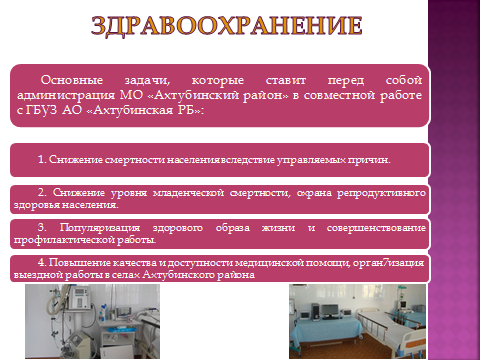 ЗДРАВООХРАНЕНИЕ
Основные задачи, которые ставит перед собой
администрация МО «Ахтубинский район» в совместной работе
с ГБУЗ АО «Ахтубинская РБ»:
1. Снижение смертности населения вследствие управляемых причин.
2. Снижение уровня младенческой смертности, охрана репродуктивного
здоровья населения.
3. Популяризация здорового образа жизни и совершенствование
профилактической работы.
4. Повышение качества и доступности медицинской помощи, орган7изация
выездной работы в селах Ахтубинского района